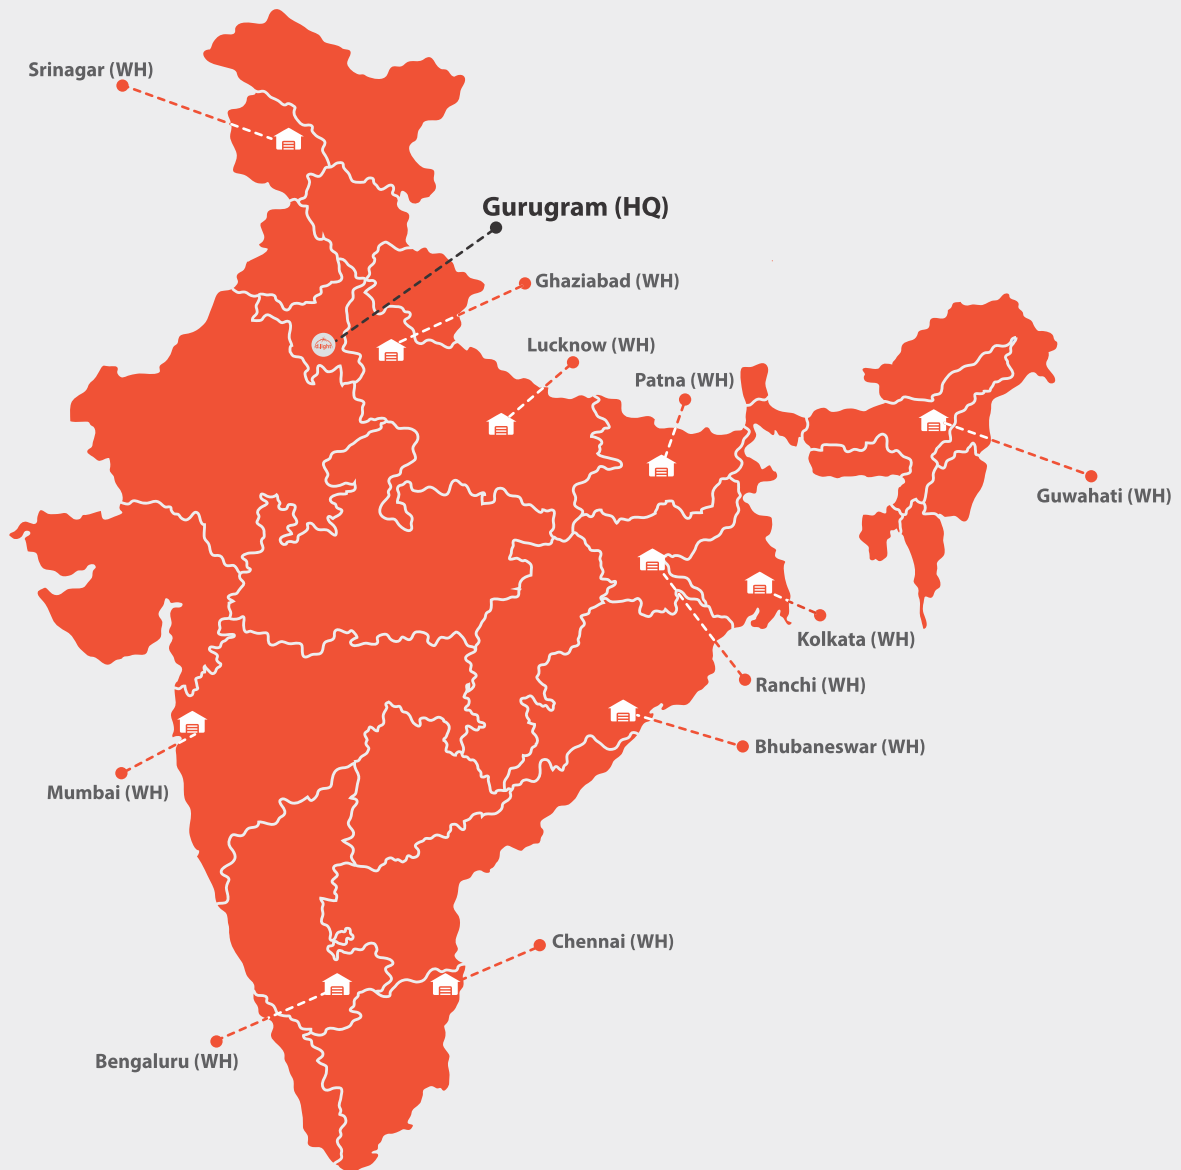 Srinagar (WH)
Gurugram (HQ)
Ghaziabad (WH)
Lucknow (WH)
Patna (WH)
Guwahati (WH)
Kolkata (WH)
Ranchi (WH)
Bhubaneswar (WH)
Mumbai (WH)
Chennai (WH)
Bengaluru (WH)